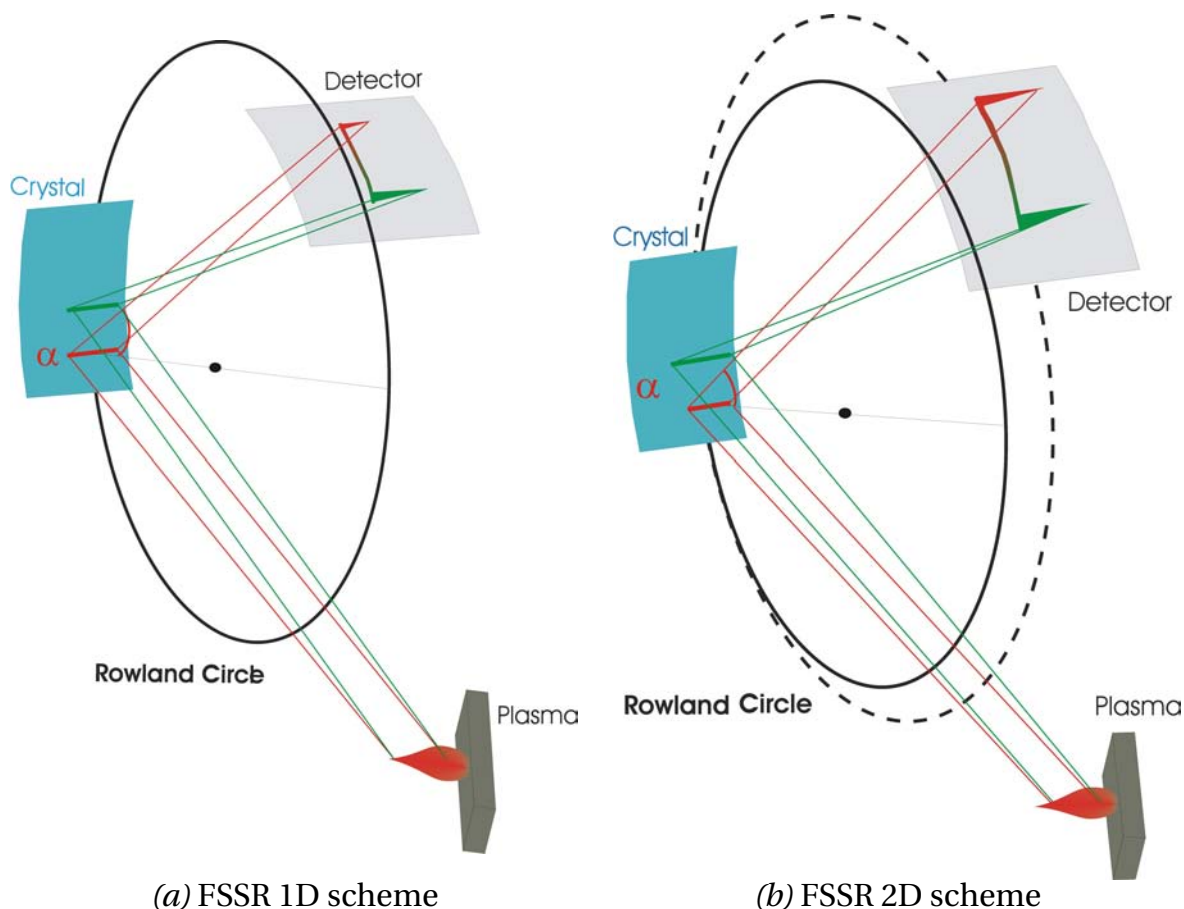 Detector
Crystal
α
Rowland Circle
Plasma
(a) FSSR 1D scheme
Crystal
α
Detector
Rowland Circle
Plasma
(b) FSSR 2D scheme